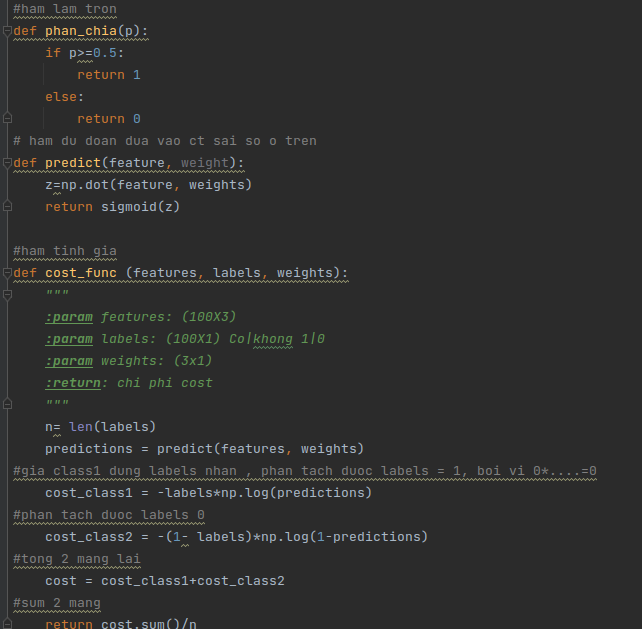 #ham lam tron
def phan_chia(p):
    if p>=0.5:
        return 1
    else:
        return 0
# ham du doan dua vao ct sai so o tren
def predict(feature, weight):
    z=np.dot(feature, weights)
    return sigmoid(z)
#ham tinh gia
def cost_func (features, labels, weights):
    """
    :param features: (100X3)
    :param labels: (100X1) Co|khong 1|0
    :param weights: (3x1)
    :return: chi phi cost
    """
    n= len(labels)
    predictions = predict(features, weights)
#gia class1 dung labels nhan , phan tach duoc labels = 1, boi vi 0*....=0
    cost_class1 = -labels*np.log(predictions)
#phan tach duoc labels 0
    cost_class2 = -(1- labels)*np.log(1-predictions)
#tong 2 mang lai
    cost = cost_class1+cost_class2
#sum 2 mang
    return cost.sum()/n